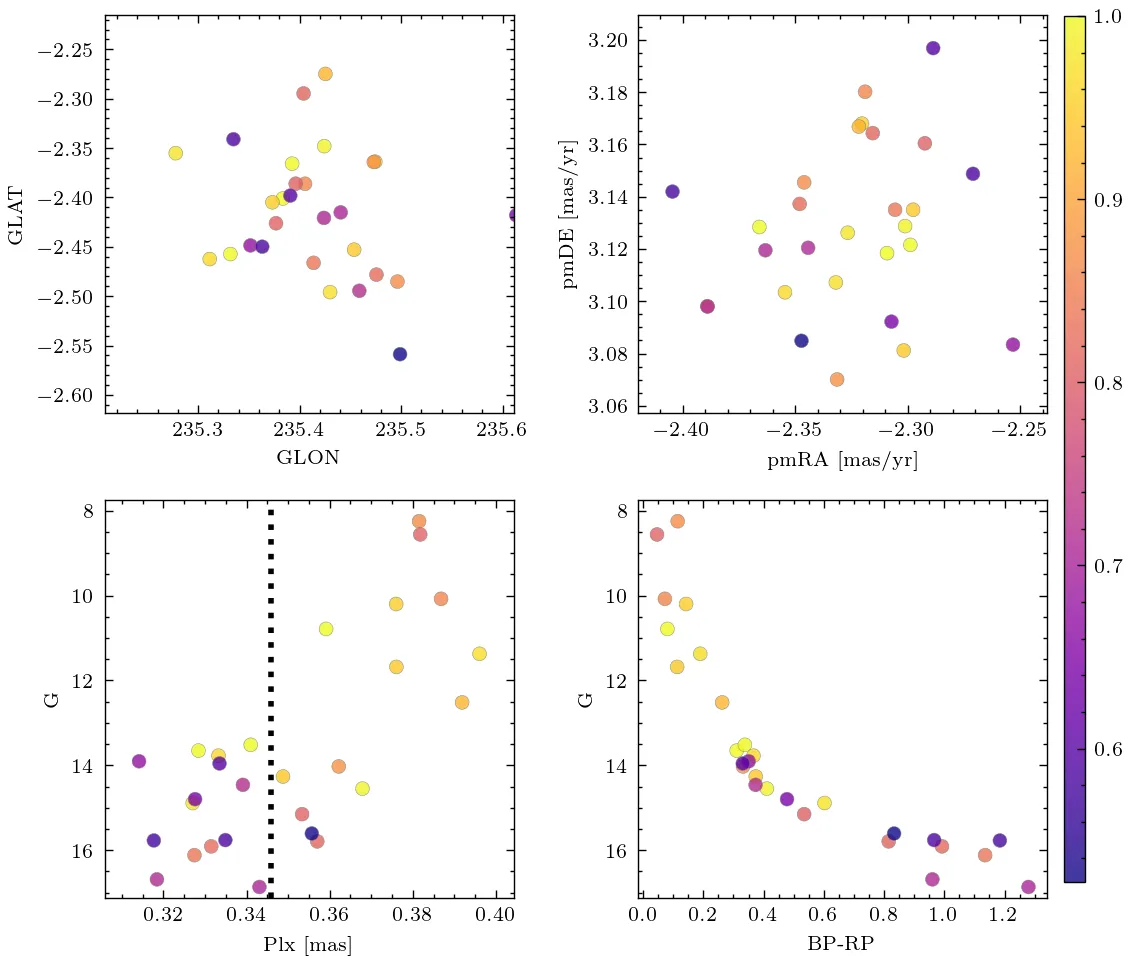 −2.25
−2.30
−2.35
−2.40
−2.45
−2.50
−2.55
−2.60
GLAT
235.3 235.4 235.5 235.6
GLON
3.20
3.18
3.16
3.14
3.12
3.10
3.08
3.06
pmDE [mas/yr]
−2.40 −2.35 −2.30 −2.25
pmRA [mas/yr]
1.0
0.9
0.8
0.7
0.6
8
10
12
14
16
G
0.32 0.34 0.36 0.38 0.40
Plx [mas]
8
10
12
14
16
G
0.0 0.2 0.4 0.6 0.8 1.0 1.2
BP-RP